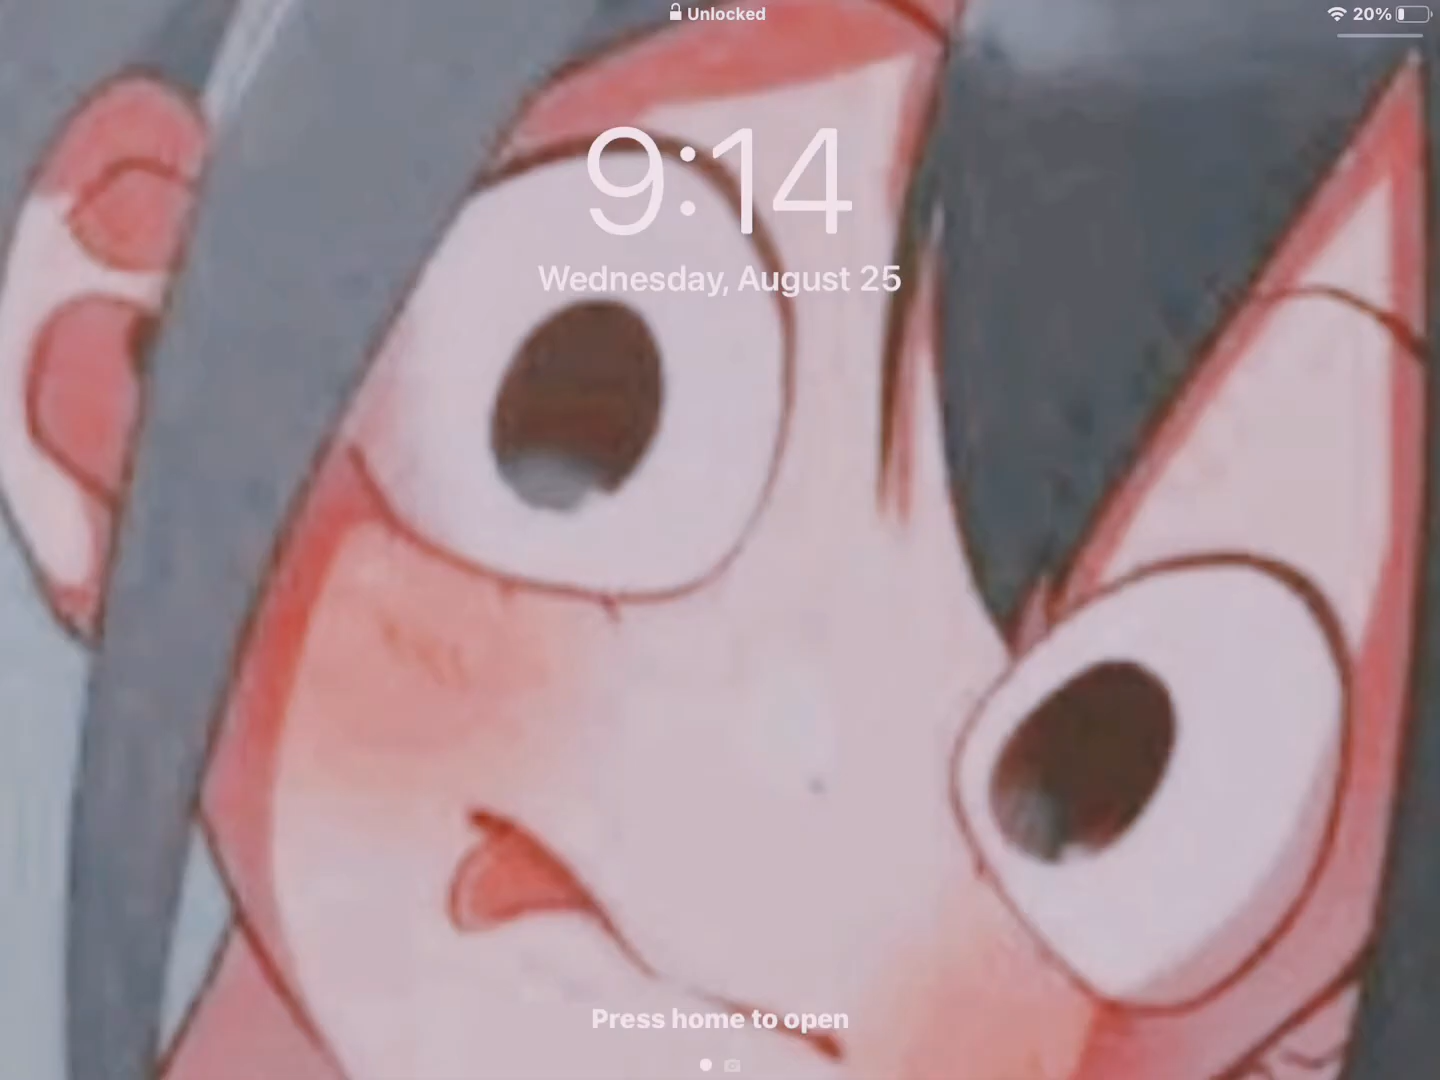 Unlocked
20%
9:14
Wednesday, August 25
Press home to open